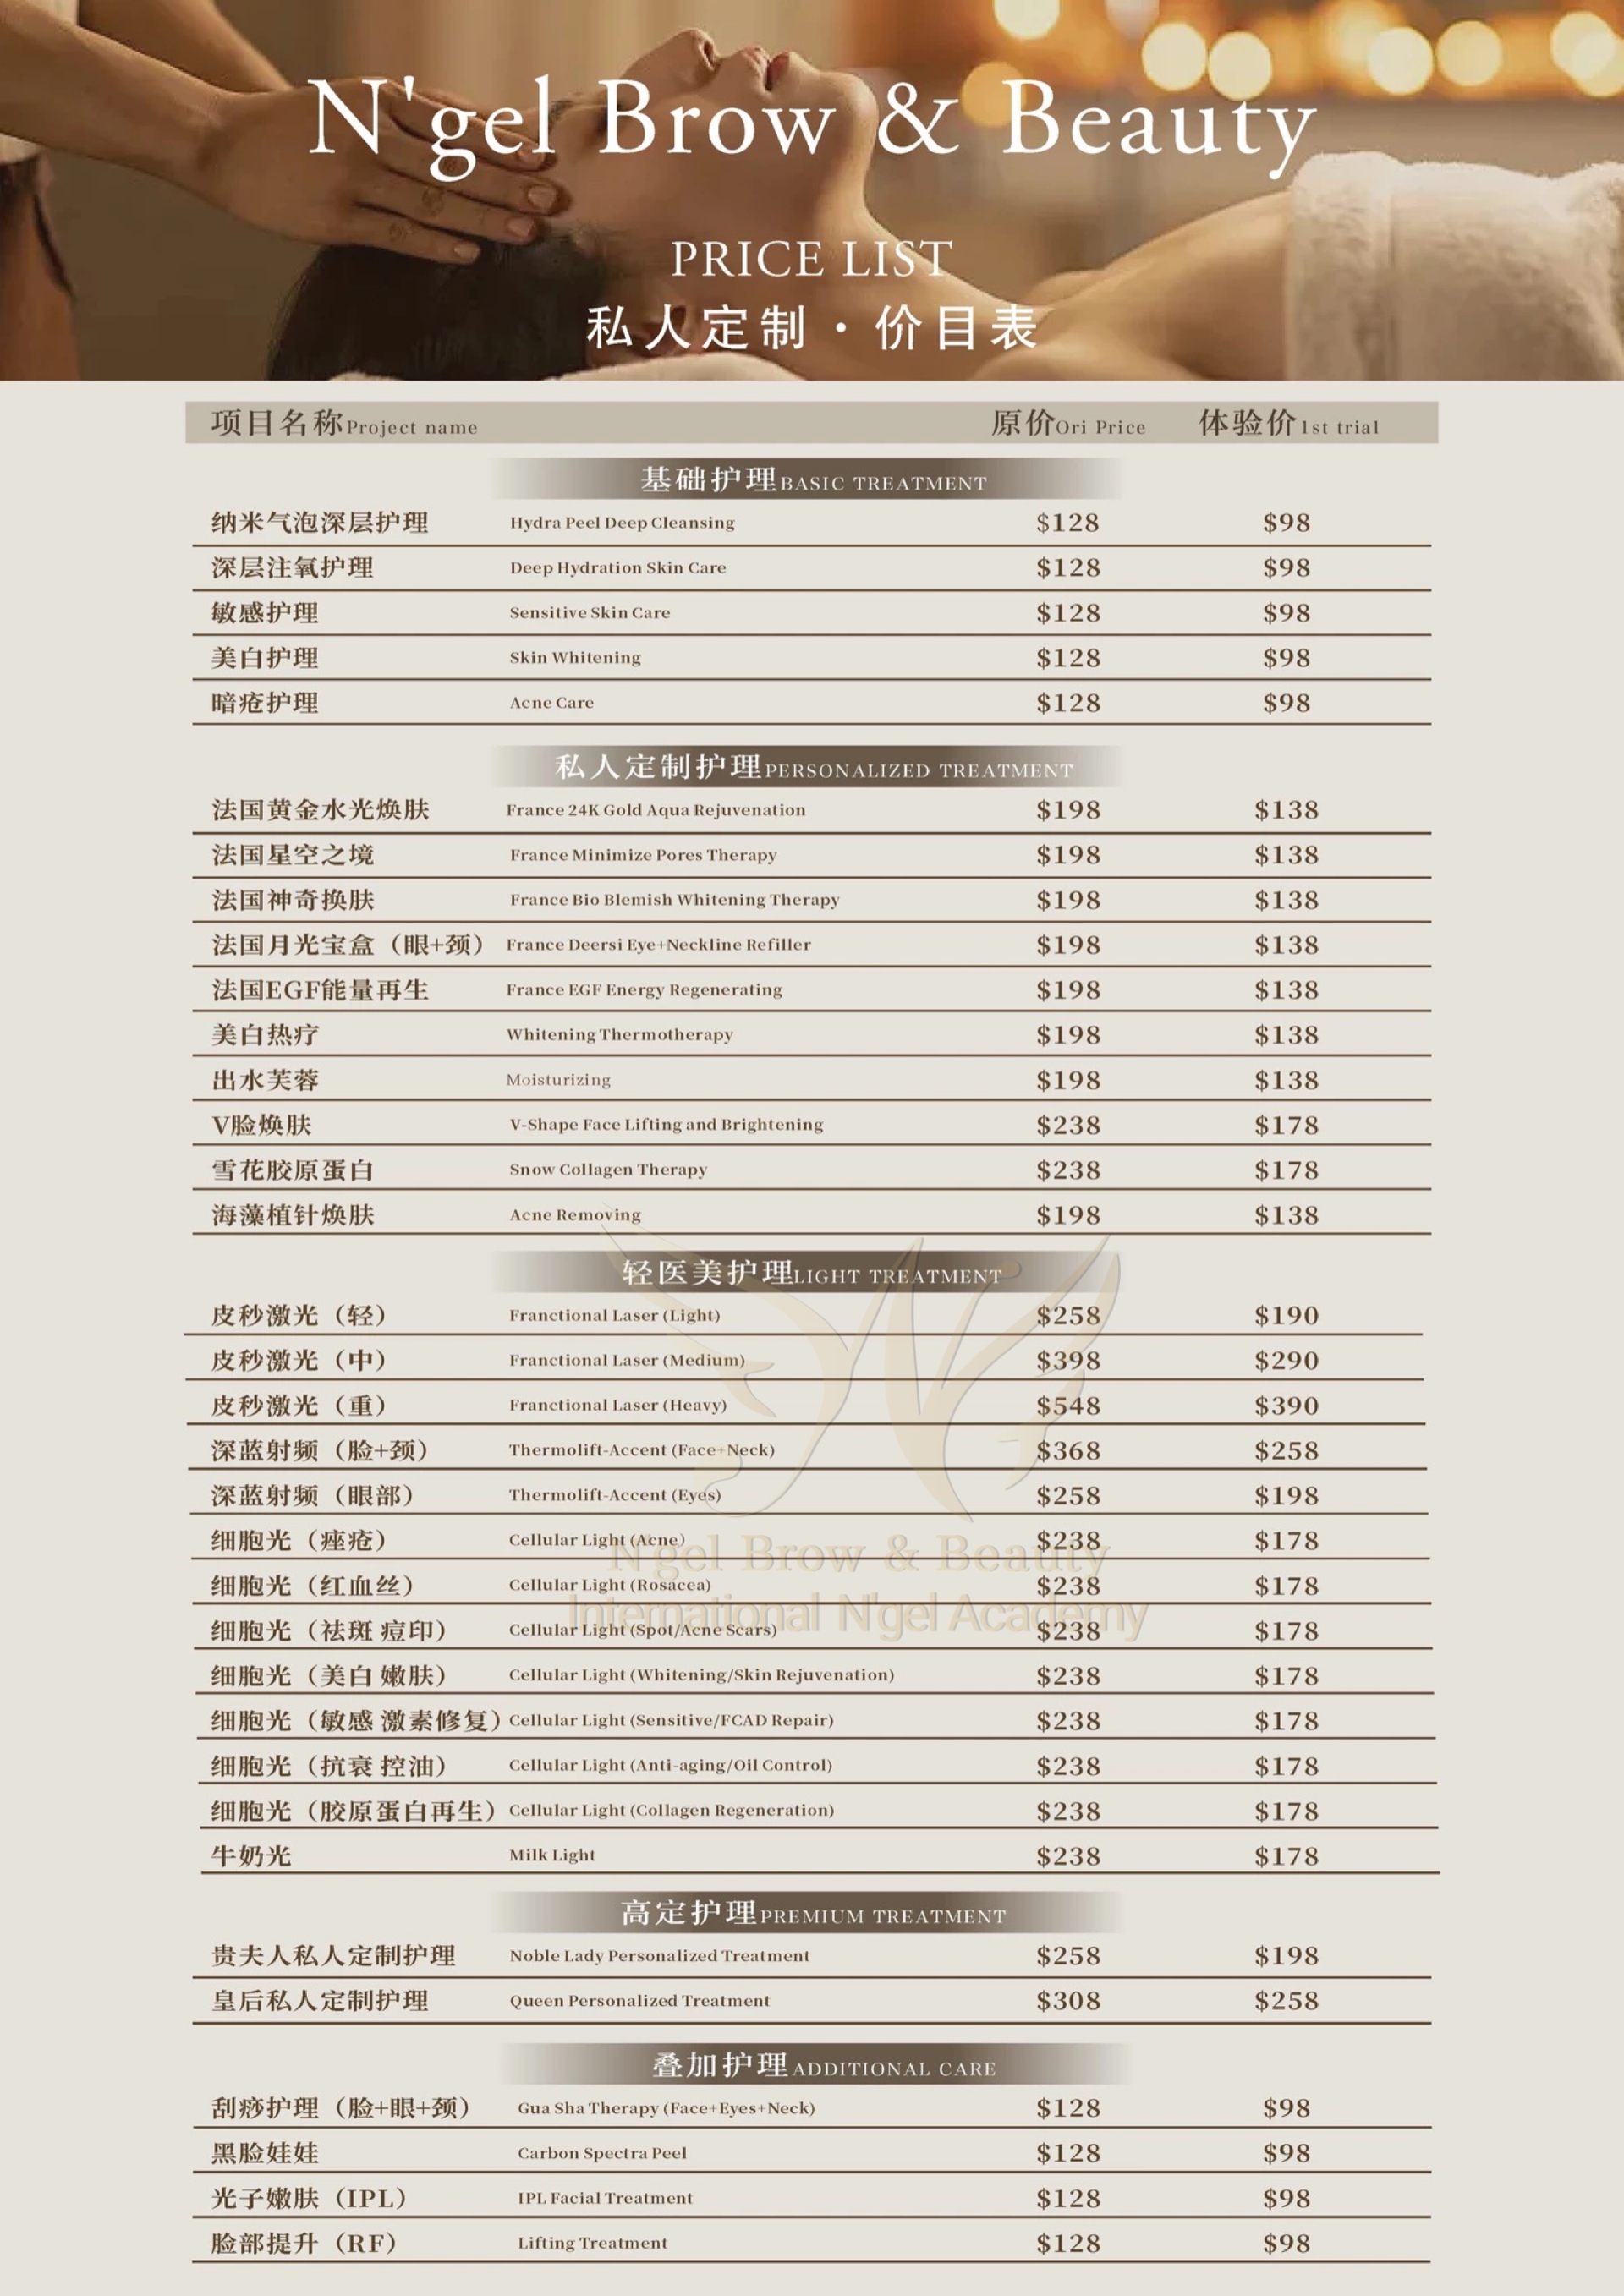 N'gel Brow & Beauty
PRICE LIST
私人定制·价目表
项目名称Project name 原价Ori Price 体验价1st trial
基础护理BASIC TREATMENT
纳米气泡深层护理 Hydra Peel Deep Cleansing $128 $98
深层注氧护理 Deep Hydration Skin Care $128 $98
敏感护理 Sensitive Skin Care $128 $98
美白护理 Skin Whitening $128 $98
暗疮护理 Acne Care $128 $98
私人定制护理PERSONALIZED TREATMENT
法国黄金水光焕肤 France 24K Gold Aqua Rejuvenation $198 $138
法国星空之境 France Minimize Pores Therapy $198 $138
法国神奇换肤 France Bio Blemish Whitening Therapy $198 $138
法国月光宝盒（眼+颈） France Deersi Eye+Neckline Refiller $198 $138
法国EGF能量再生 France EGF Energy Regenerating $198 $138
美白热疗 Whitening Thermotherapy $198 $138
出水芙蓉 Moisturizing $198 $138
V脸焕肤 V-Shape Face Lifting and Brightening $238 $178
雪花胶原蛋白 Snow Collagen Therapy $238 $178
海藻植针焕肤 Acne Removing $198 $138
轻医美护理LIGHT TREATMENT
皮秒激光（轻） Franctional Laser (Light) $258 $190
皮秒激光（中） Franctional Laser (Medium) $398 $290
皮秒激光（重） Franctional Laser (Heavy) $548 $390
深蓝射频（脸+颈） Thermolift-Accent (Face+Neck) $368 $258
深蓝射频（眼部） Thermolift-Accent (Eyes) $258 $198
细胞光（痤疮） Cellular Light (Acne) $238 $178
N'gel Brow & Beauty
细胞光（红血丝） Cellular Light (Rosacea) $238 $178
International N'gel Academy
细胞光（祛斑 痘印） Cellular Light (Spot/Acne Scars) $238 $178
细胞光（美白 嫩肤） Cellular Light (Whitening/Skin Rejuvenation) $238 $178
细胞光（敏感 激素修复） Cellular Light (Sensitive/FCAD Repair) $238 $178
细胞光（抗衰 控油） Cellular Light (Anti-aging/Oil Control) $238 $178
细胞光（胶原蛋白再生） Cellular Light (Collagen Regeneration) $238 $178
牛奶光 Milk Light $238 $178
高定护理PREMIUM TREATMENT
贵夫人私人定制护理 Noble Lady Personalized Treatment $258 $198
皇后私人定制护理 Queen Personalized Treatment $308 $258
叠加护理ADDITIONAL CARE
刮痧护理（脸+眼+颈） Gua Sha Therapy (Face+Eyes+Neck) $128 $98
黑脸娃娃 Carbon Spectra Peel $128 $98
光子嫩肤（IPL） IPL Facial Treatment $128 $98
脸部提升（RF） Lifting Treatment $128 $98